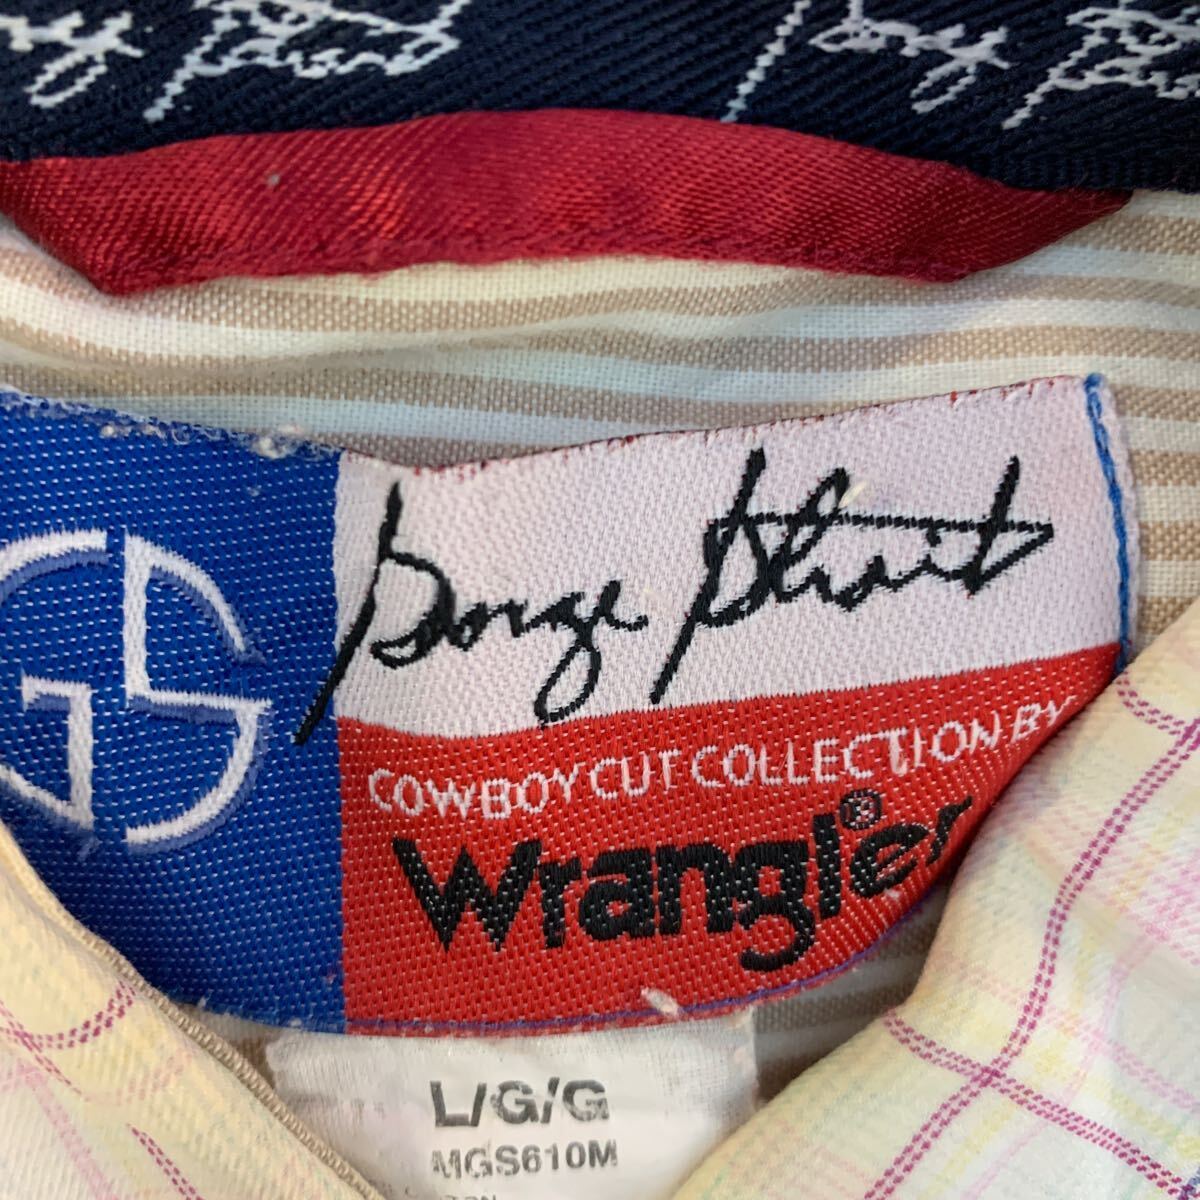 George Strait
GS
COWBOY CUT COLLECTION BY
Wrangler®
L/G/G
MGS610M